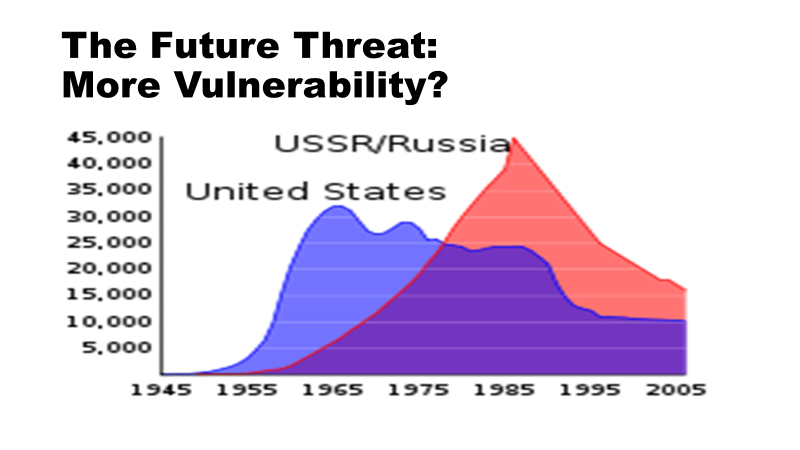 The Future Threat:
More Vulnerability?
45,000
USSR/Russia
40,000
35,000
United States
30,000
25,000
20,000
15,000
10,000
5,000
1945 1955 1965 1975 1985 1995 2005